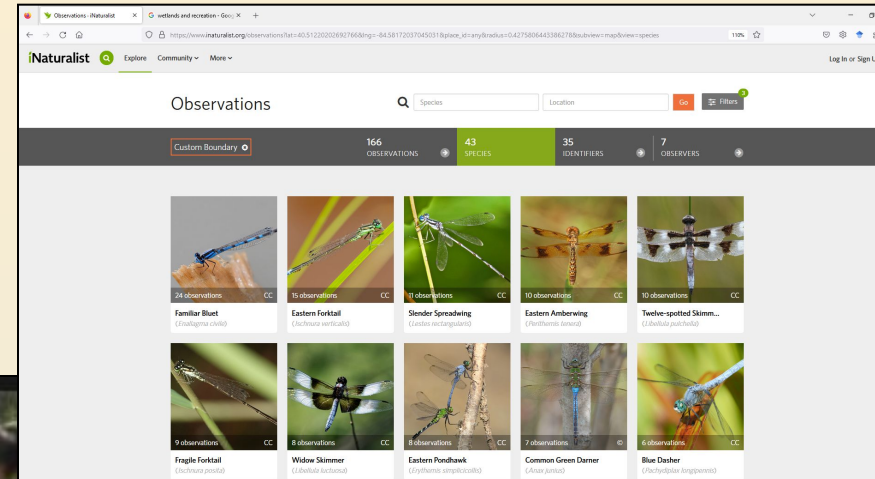 Observations · iNaturalist
wetlands and recreation - Goog
https://www.inaturalist.org/observations?lat=40.51220202692766&lng=-84.58172037045031&place_id=any&radius=0.4275806443386278&subview=map&view=species
110%
iNaturalist
Explore
Community
More
Log In or Sign U
Observations
Species
Location
Go
Filters
3
Custom Boundary
166
OBSERVATIONS
43
SPECIES
35
IDENTIFIERS
7
OBSERVERS
24 observations CC
15 observations CC
11 observations CC
10 observations CC
10 observations CC
Familiar Bluet
(Enallagma civile)
Eastern Forktail
(Ischnura verticalis)
Slender Spreadwing
(Lestes rectangularis)
Eastern Amberwing
(Perithemis tenera)
Twelve-spotted Skimm...
(Libellula pulchella)
9 observations CC
8 observations CC
8 observations CC
7 observations ©
6 observations CC
Fragile Forktail
(Ischnura posita)
Widow Skimmer
(Libellula luctuosa)
Eastern Pondhawk
(Erythemis simplicicollis)
Common Green Darner
(Anax junius)
Blue Dasher
(Pachydiplax longipennis)